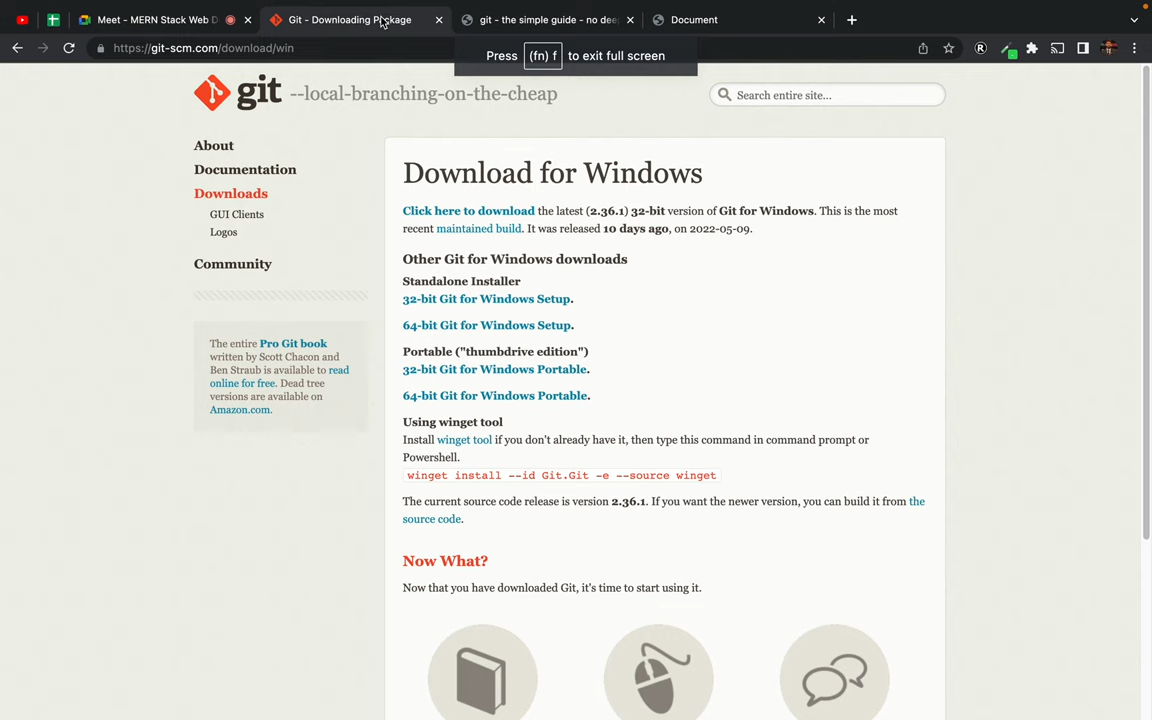 Meet - MERN Stack Web D
Git - Downloading Package
git - the simple guide - no dee
Document
https://git-scm.com/download/win
Press (fn) f to exit full screen
git --local-branching-on-the-cheap
Search entire site...
About
Documentation
Downloads
GUI Clients
Logos
Community
The entire Pro Git book
written by Scott Chacon and
Ben Straub is available to read
online for free. Dead tree
versions are available on
Amazon.com.
Download for Windows
Click here to download the latest (2.36.1) 32-bit version of Git for Windows. This is the most
recent maintained build. It was released 10 days ago, on 2022-05-09.
Other Git for Windows downloads
Standalone Installer
32-bit Git for Windows Setup.
64-bit Git for Windows Setup.
Portable ("thumbdrive edition")
32-bit Git for Windows Portable.
64-bit Git for Windows Portable.
Using winget tool
Install winget tool if you don't already have it, then type this command in command prompt or
Powershell.
winget install --id Git.Git -e --source winget
The current source code release is version 2.36.1. If you want the newer version, you can build it from the
source code.
Now What?
Now that you have downloaded Git, it's time to start using it.